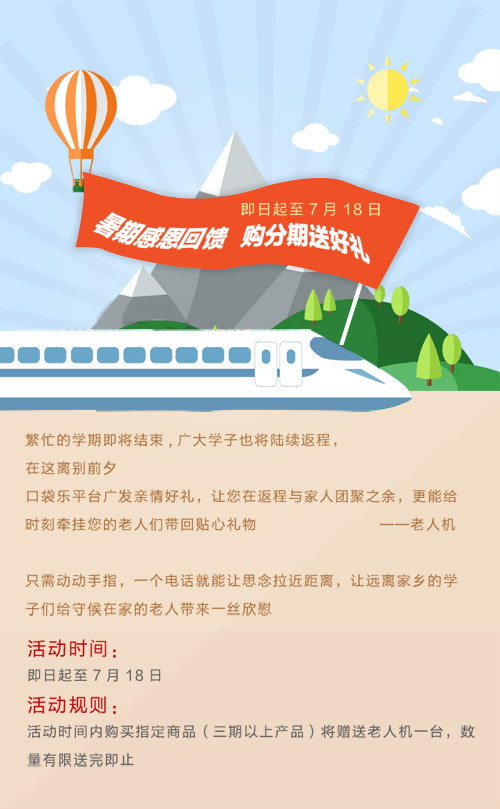 即日起至7月18日
暑期感恩回馈 购分期送好礼
繁忙的学期即将结束,广大学子也将陆续返程，
在这离别前夕
口袋乐平台广发亲情好礼，让您在返程与家人团聚之余，更能给
时刻牵挂您的老人们带回贴心礼物 ——老人机
只需动动手指，一个电话就能让思念拉近距离，让远离家乡的学
子们给守候在家的老人带来一丝欣慰
活动时间：
即日起至7月18日
活动规则：
活动时间内购买指定商品（三期以上产品）将赠送老人机一台，数
量有限送完即止